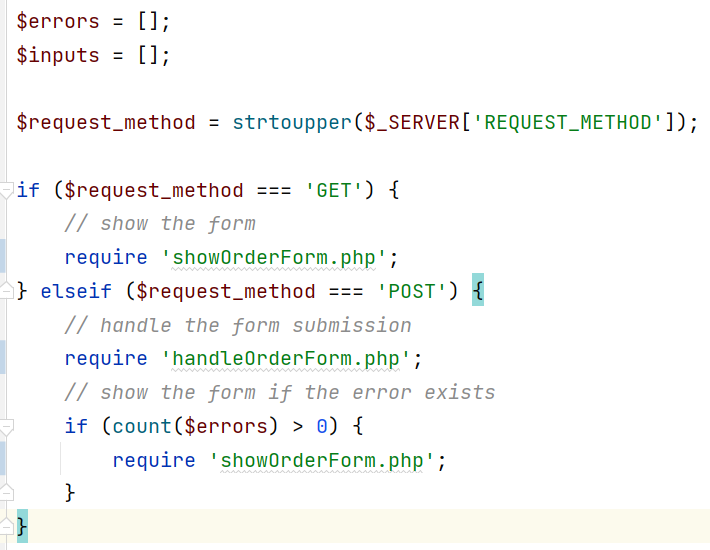 $errors = [];
$inputs = [];
$request_method = strtoupper($_SERVER['REQUEST_METHOD']);
if ($request_method === 'GET') {
    // show the form
    require 'showOrderForm.php';
} elseif ($request_method === 'POST') {
    // handle the form submission
    require 'handleOrderForm.php';
    // show the form if the error exists
    if (count($errors) > 0) {
        require 'showOrderForm.php';
    }
}